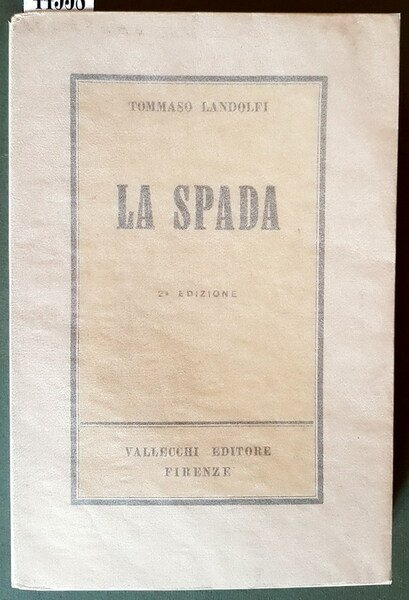 TOMMASO LANDOLFI
LA SPADA
2ª EDIZIONE
VALLECCHI EDITORE
FIRENZE